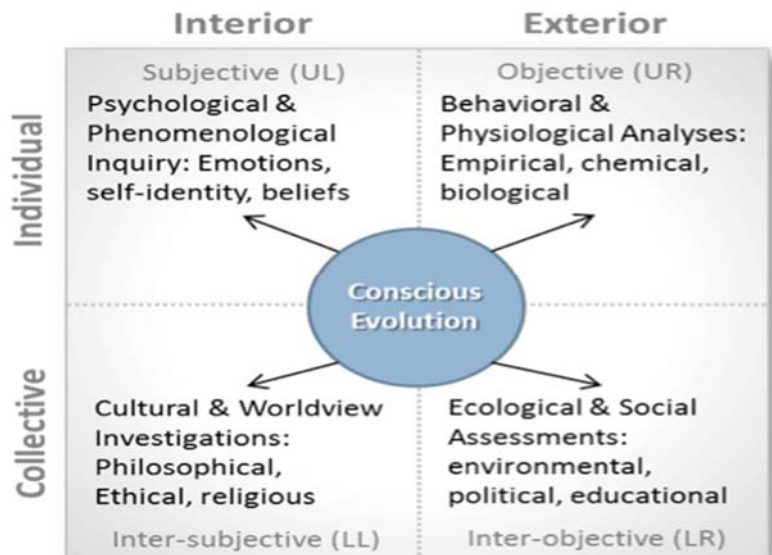 Interior
Exterior
Individual
Subjective (UL)
Psychological &
Phenomenological
Inquiry: Emotions,
self-identity, beliefs
Objective (UR)
Behavioral &
Physiological Analyses:
Empirical, chemical,
biological
Conscious
Evolution
Collective
Cultural & Worldview
Investigations:
Philosophical,
Ethical, religious
Inter-subjective (LL)
Ecological & Social
Assessments:
environmental,
political, educational
Inter-objective (LR)